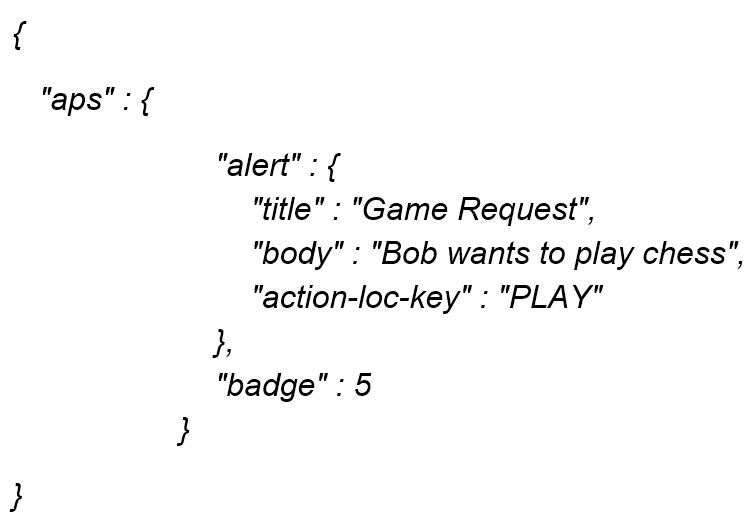 {
"aps" : {
"alert" : {
"title" : "Game Request",
"body" : "Bob wants to play chess",
"action-loc-key" : "PLAY"
},
"badge" : 5
}
}